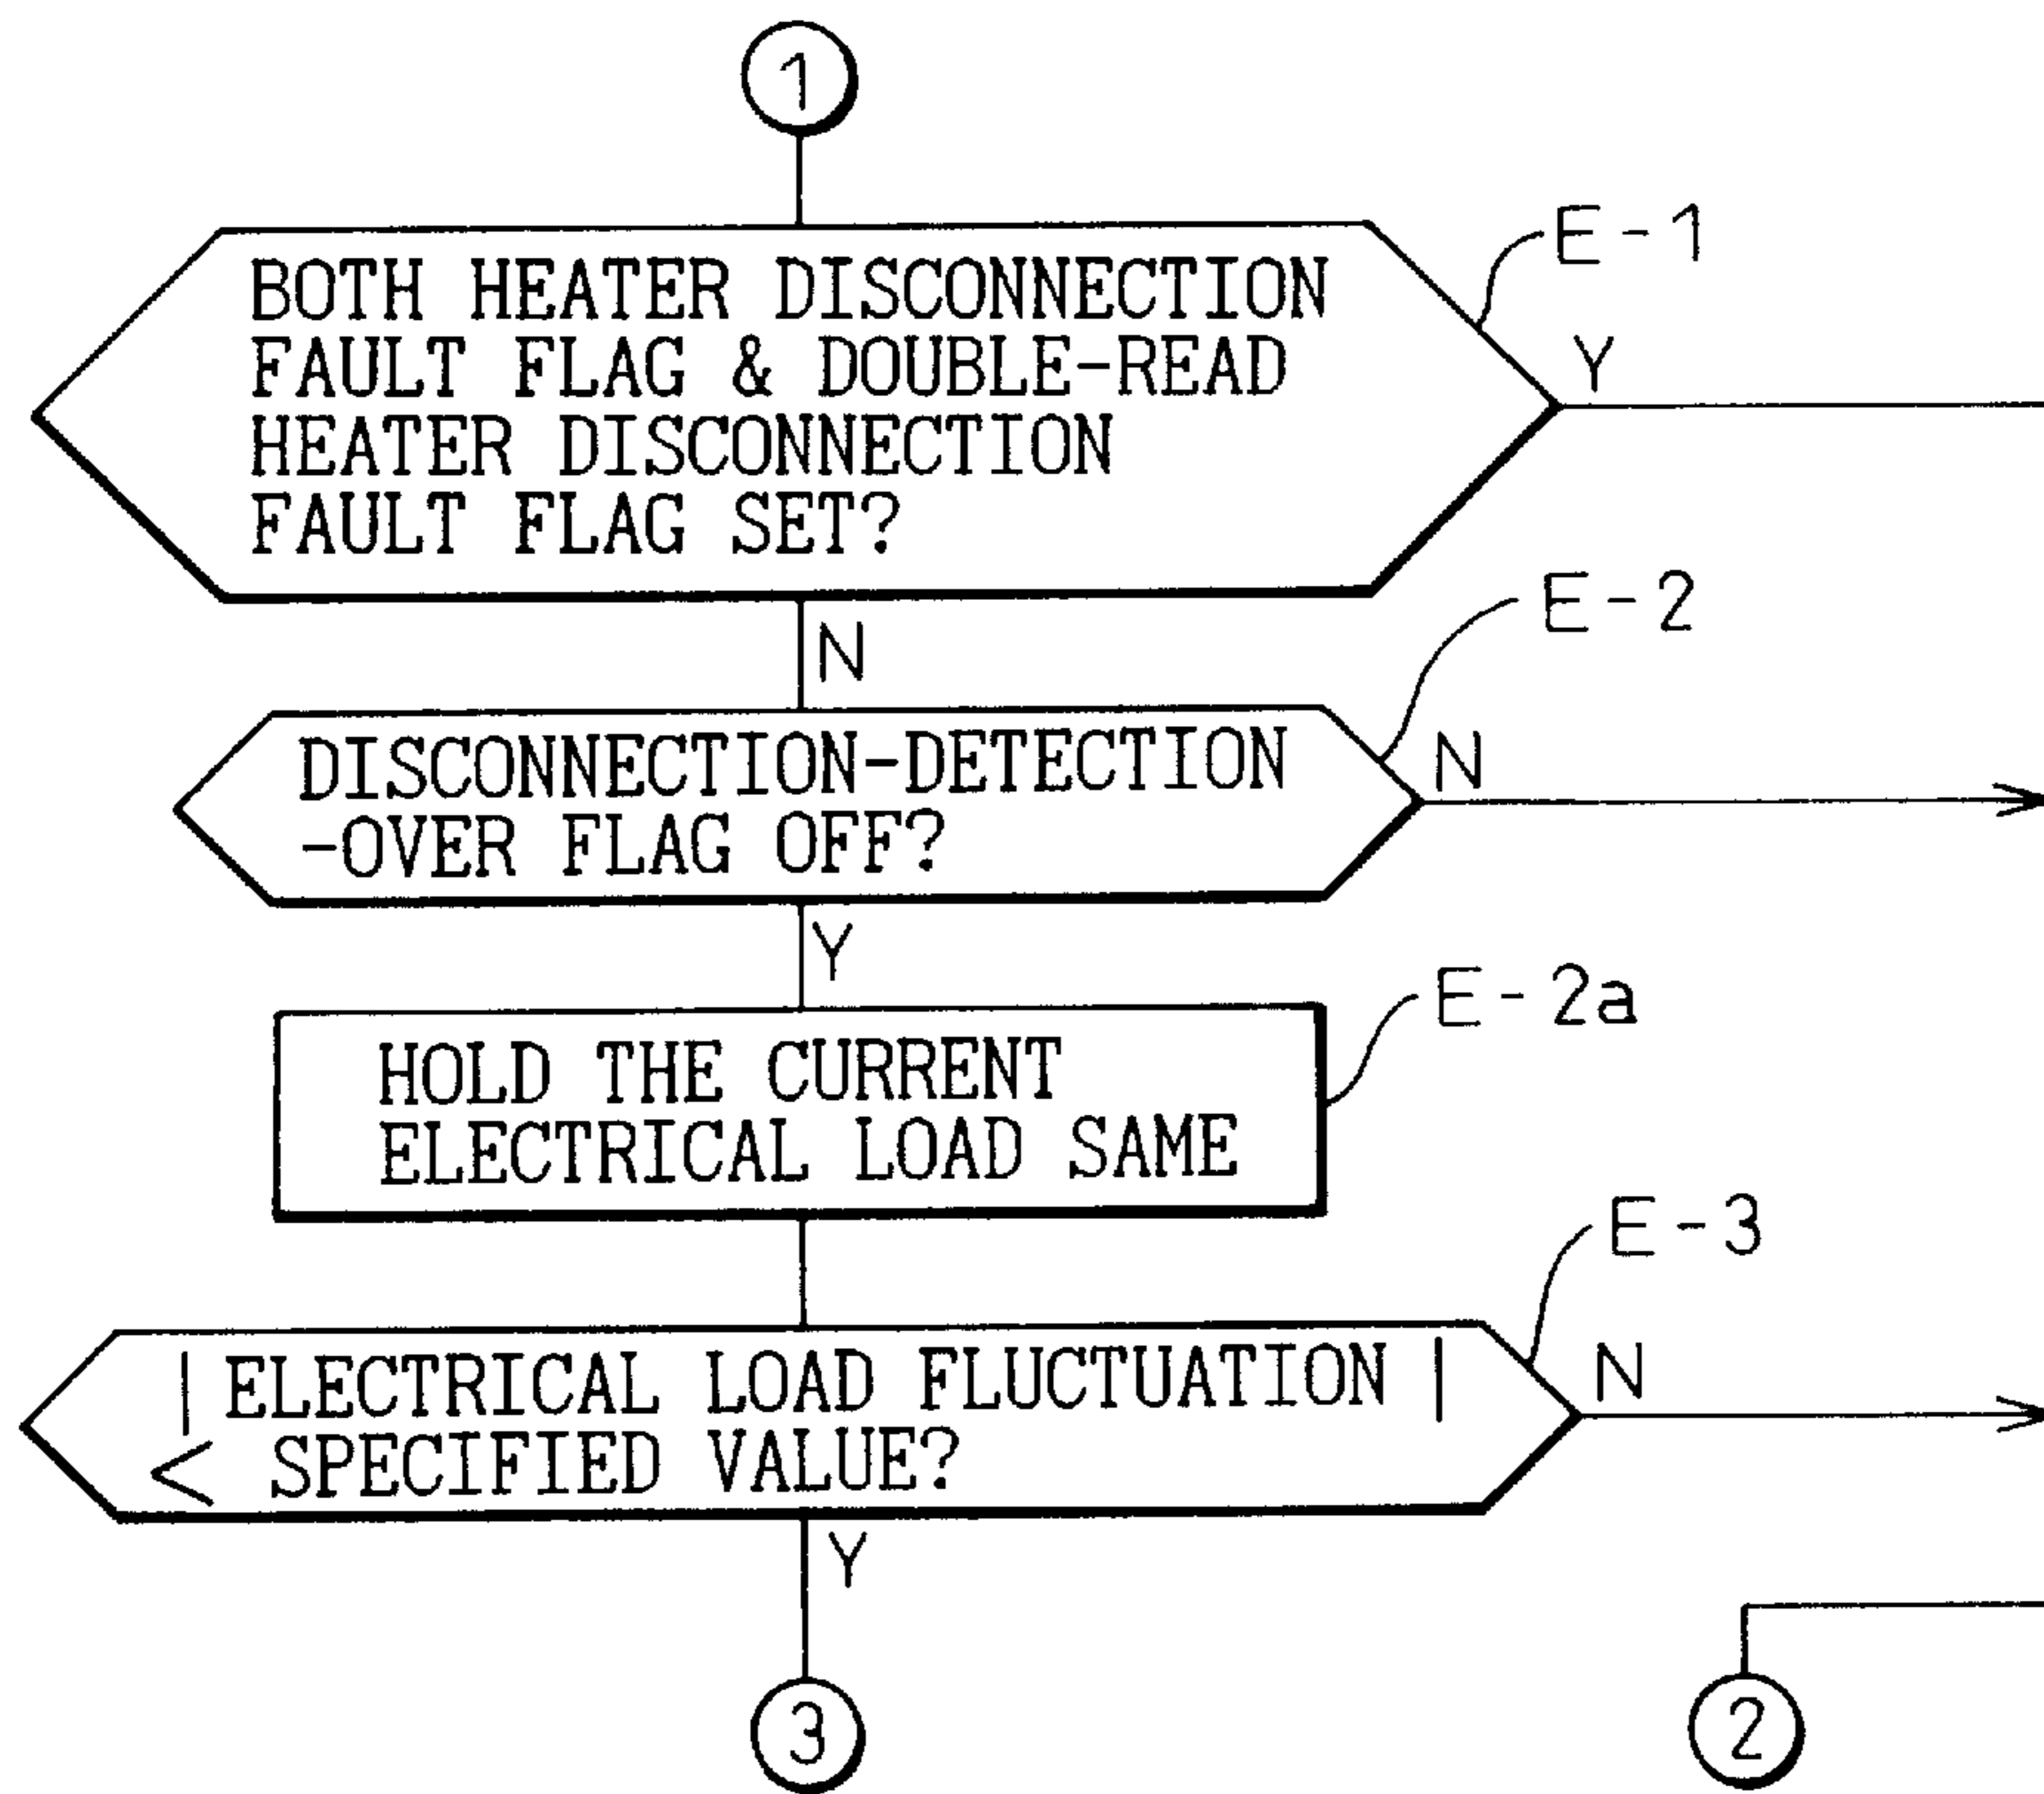 1
E-1
BOTH HEATER DISCONNECTION
FAULT FLAG & DOUBLE-READ
HEATER DISCONNECTION
FAULT FLAG SET?
Y
N
E-2
DISCONNECTION-DETECTION
-OVER FLAG OFF?
N
Y
E-2a
HOLD THE CURRENT
ELECTRICAL LOAD SAME
E-3
| ELECTRICAL LOAD FLUCTUATION |
< SPECIFIED VALUE?
N
Y
3
2